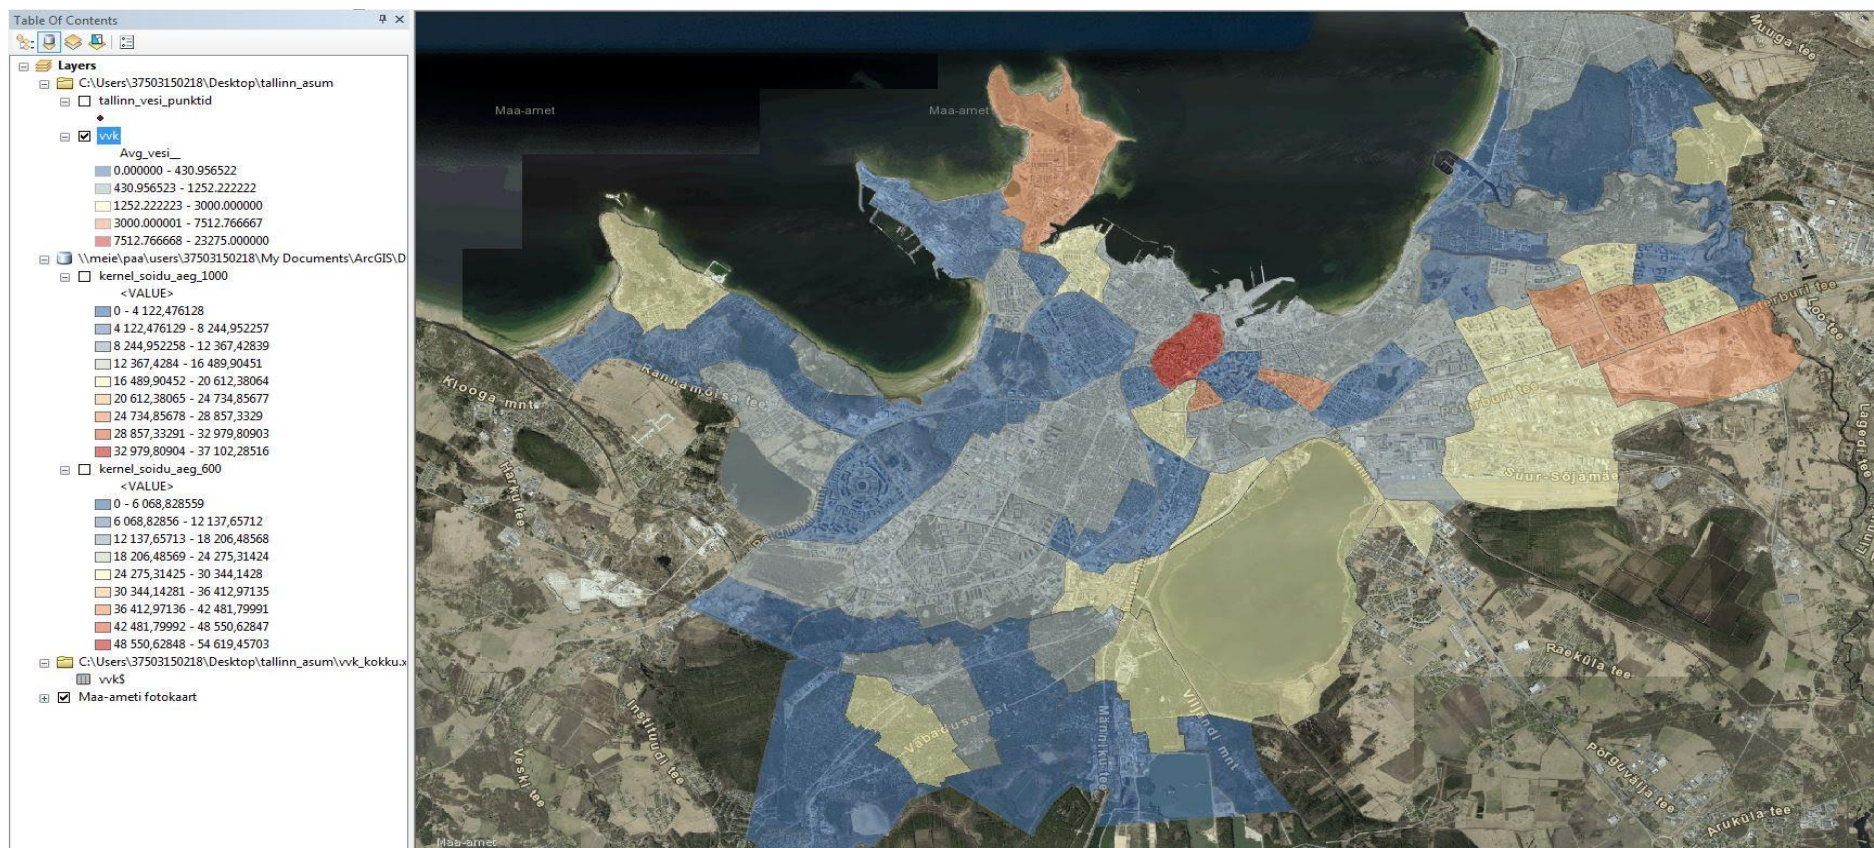 Table Of Contents
Layers
C:\Users\37503150218\Desktop\tallinn_asum
tallinn_vesi_punktid
vvk
Avg_vesi__
0.000000 - 430.956522
430.956523 - 1252.222222
1252.222223 - 3000.000000
3000.000001 - 7512.766667
7512.766668 - 23275.000000
\\meie\paa\users\37503150218\My Documents\ArcGIS\D
kernel_soidu_aeg_1000
<VALUE>
0 - 4 122,476128
4 122,476129 - 8 244,952257
8 244,952258 - 12 367,42839
12 367,4284 - 16 489,90451
16 489,90452 - 20 612,38064
20 612,38065 - 24 734,85677
24 734,85678 - 28 857,3329
28 857,33291 - 32 979,80903
32 979,80904 - 37 102,28516
kernel_soidu_aeg_600
<VALUE>
0 - 6 068,828559
6 068,82856 - 12 137,65712
12 137,65713 - 18 206,48568
18 206,48569 - 24 275,31424
24 275,31425 - 30 344,1428
30 344,14281 - 36 412,97135
36 412,97136 - 42 481,79991
42 481,79992 - 48 550,62847
48 550,62848 - 54 619,45703
C:\Users\37503150218\Desktop\tallinn_asum\vvk_kokku.x
vvk$
Maa-ameti fotokaart
Maa-amet
Maa-amet
Muuga tee
Peterburi tee
Loo tee
Klooga mnt
Rannamõisa tee
Peterburi tee
Lagedi tee
Harku tee
Suur-Sõjamäe
Raeküla tee
Instituudi tee
Vabaduse pst
Männiku tee
Viljandi mnt
Veski tee
Põrguvälja tee
Aruküla tee
Maa-amet